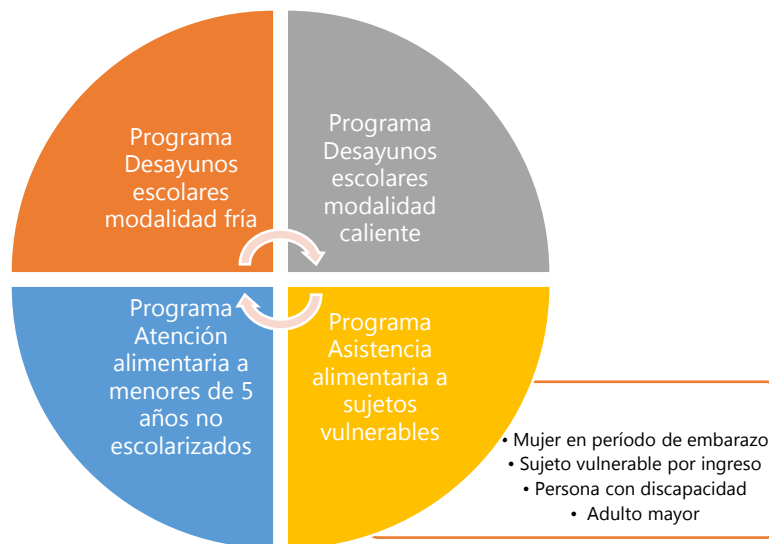 Programa
Desayunos
escolares
modalidad fría
Programa
Desayunos
escolares
modalidad
caliente
Programa
Atención
alimentaria a
menores de 5
años no
escolarizados
Programa
Asistencia
alimentaria a
sujetos
vulnerables
• Mujer en período de embarazo
• Sujeto vulnerable por ingreso
• Persona con discapacidad
• Adulto mayor